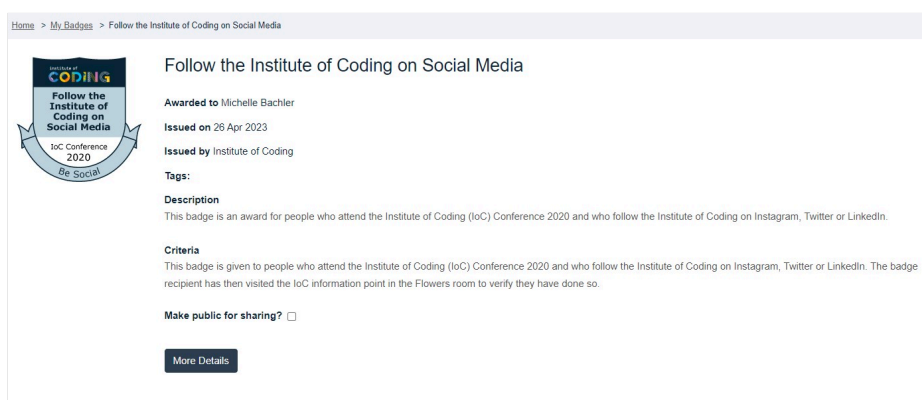 Home > My Badges > Follow the Institute of Coding on Social Media
Institute of
CODiNG
Follow the
Institute of
Coding on
Social Media
IoC Conference
2020
Be Social
Follow the Institute of Coding on Social Media
Awarded to Michelle Bachler
Issued on 26 Apr 2023
Issued by Institute of Coding
Tags:
Description
This badge is an award for people who attend the Institute of Coding (IoC) Conference 2020 and who follow the Institute of Coding on Instagram, Twitter or LinkedIn.
Criteria
This badge is given to people who attend the Institute of Coding (IoC) Conference 2020 and who follow the Institute of Coding on Instagram, Twitter or LinkedIn. The badge
recipient has then visited the IoC information point in the Flowers room to verify they have done so.
Make public for sharing?
More Details